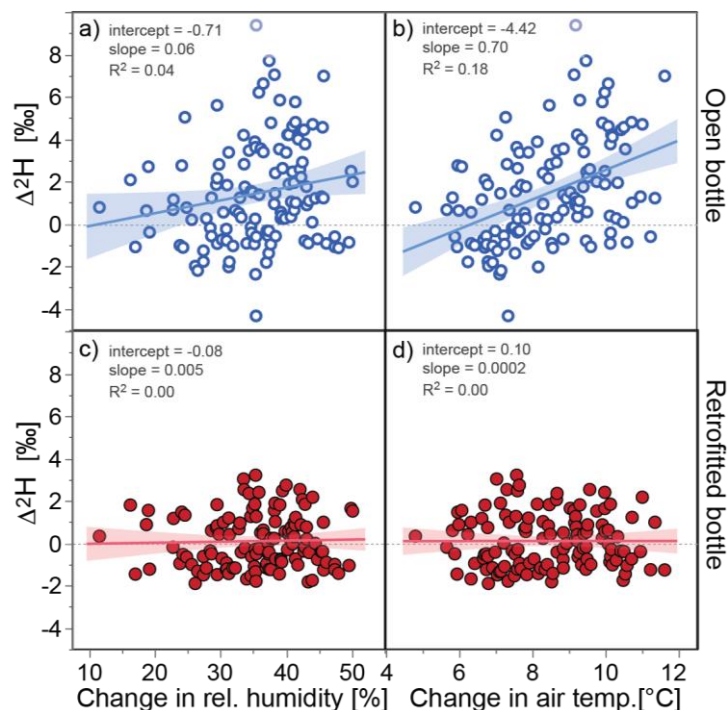 a)
intercept = -0.71
slope = 0.06
R² = 0.04
b)
intercept = -4.42
slope = 0.70
R² = 0.18
Δ²H [‰]
8
6
4
2
0
-2
-4
Open bottle
c)
intercept = -0.08
slope = 0.005
R² = 0.00
d)
intercept = 0.10
slope = 0.0002
R² = 0.00
Δ²H [‰]
8
6
4
2
0
-2
-4
Retrofitted bottle
10 20 30 40 50 4 6 8 10 12
Change in rel. humidity [%] Change in air temp.[°C]